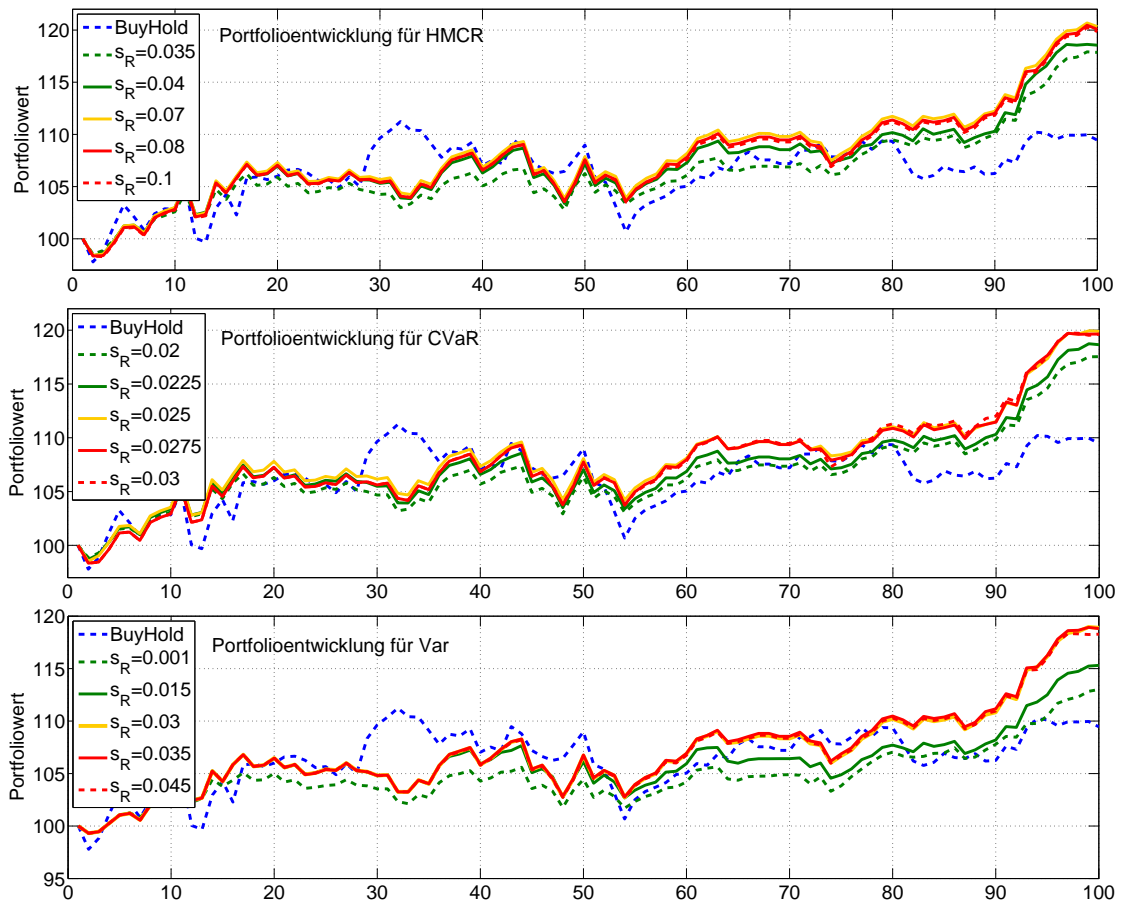 Portfolioentwicklung für HMCR
BuyHold
s_R=0.035
s_R=0.04
s_R=0.07
s_R=0.08
s_R=0.1
Portfoliowert
120
115
110
105
100
0 10 20 30 40 50 60 70 80 90 100
Portfolioentwicklung für CVaR
BuyHold
s_R=0.02
s_R=0.0225
s_R=0.025
s_R=0.0275
s_R=0.03
Portfoliowert
120
115
110
105
100
0 10 20 30 40 50 60 70 80 90 100
Portfolioentwicklung für Var
BuyHold
s_R=0.001
s_R=0.015
s_R=0.03
s_R=0.035
s_R=0.045
Portfoliowert
120
115
110
105
100
95
0 10 20 30 40 50 60 70 80 90 100